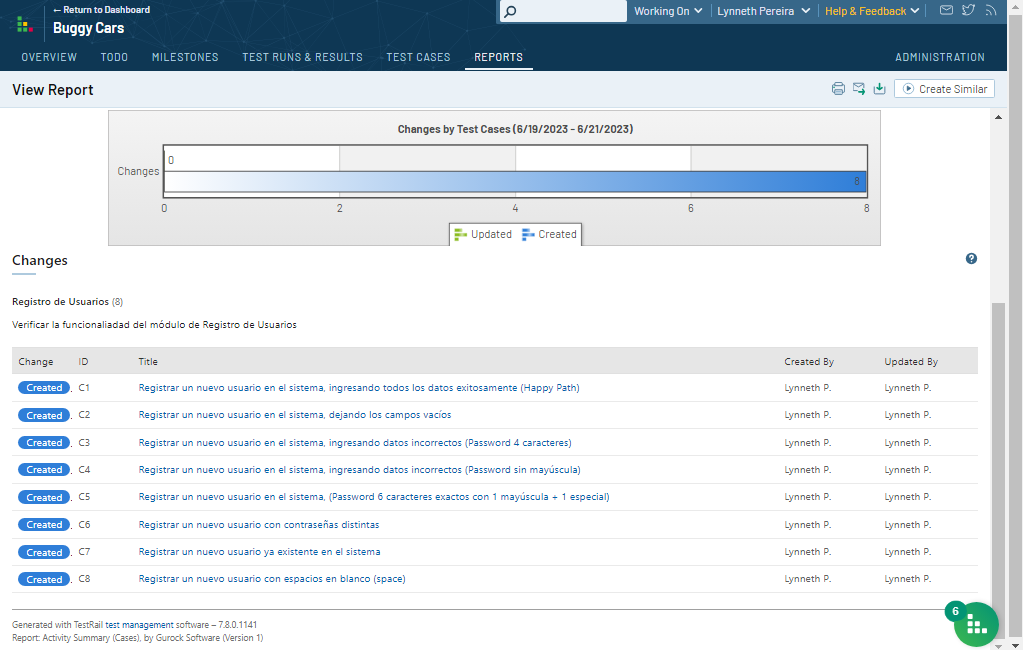 ← Return to Dashboard
Buggy Cars
Working On
Lynneth Pereira
Help & Feedback
OVERVIEW TODO MILESTONES TEST RUNS & RESULTS TEST CASES REPORTS ADMINISTRATION
View Report
Create Similar
Changes by Test Cases (6/19/2023 - 6/21/2023)
Changes
0
8
0 2 4 6 8
Updated Created
Changes
Registro de Usuarios (8)
Verificar la funcionaliadad del módulo de Registro de Usuarios
Change ID Title Created By Updated By
Created C1 Registrar un nuevo usuario en el sistema, ingresando todos los datos exitosamente (Happy Path) Lynneth P. Lynneth P.
Created C2 Registrar un nuevo usuario en el sistema, dejando los campos vacíos Lynneth P. Lynneth P.
Created C3 Registrar un nuevo usuario en el sistema, ingresando datos incorrectos (Password 4 caracteres) Lynneth P. Lynneth P.
Created C4 Registrar un nuevo usuario en el sistema, ingresando datos incorrectos (Password sin mayúscula) Lynneth P. Lynneth P.
Created C5 Registrar un nuevo usuario en el sistema, (Password 6 caracteres exactos con 1 mayúscula + 1 especial) Lynneth P. Lynneth P.
Created C6 Registrar un nuevo usuario con contraseñas distintas Lynneth P. Lynneth P.
Created C7 Registrar un nuevo usuario ya existente en el sistema Lynneth P. Lynneth P.
Created C8 Registrar un nuevo usuario con espacios en blanco (space) Lynneth P. Lynneth P.
6
Generated with TestRail test management software – 7.8.0.1141
Report: Activity Summary (Cases), by Gurock Software (Version 1)